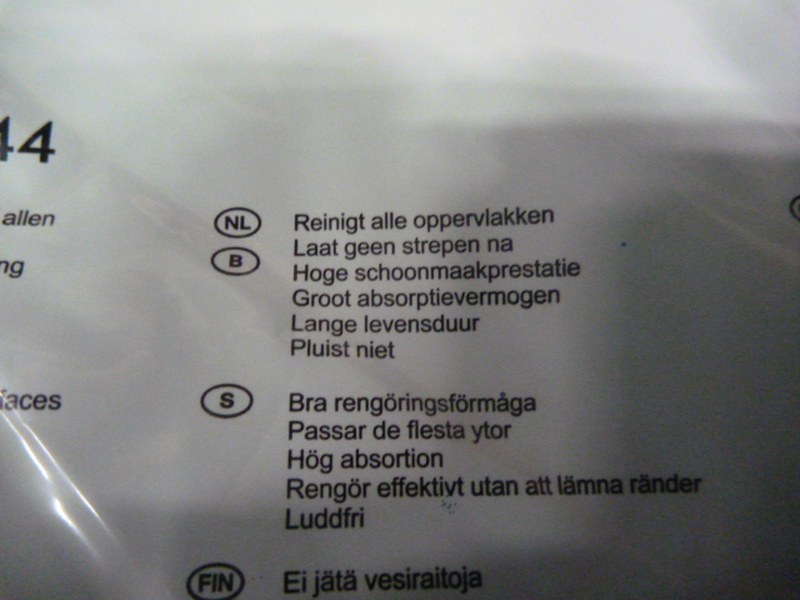 44
allen
ng
faces
NL
B
Reinigt alle oppervlakken
Laat geen strepen na
Hoge schoonmaakprestatie
Groot absorptievermogen
Lange levensduur
Pluist niet
S
Bra rengöringsförmåga
Passar de flesta ytor
Hög absortion
Rengör effektivt utan att lämna ränder
Luddfri
FIN
Ei jätä vesiraitoja